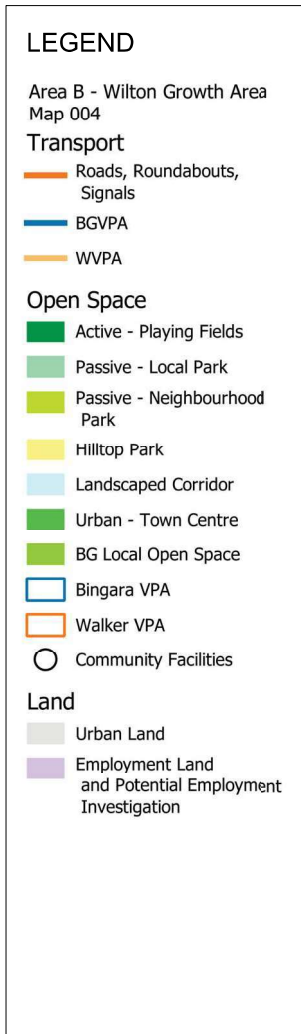 LEGEND
Area B - Wilton Growth Area
Map 004
Transport
Roads, Roundabouts,
Signals
BGVPA
WVPA
Open Space
Active - Playing Fields
Passive - Local Park
Passive - Neighbourhood
Park
Hilltop Park
Landscaped Corridor
Urban - Town Centre
BG Local Open Space
Bingara VPA
Walker VPA
Community Facilities
Land
Urban Land
Employment Land
and Potential Employment
Investigation